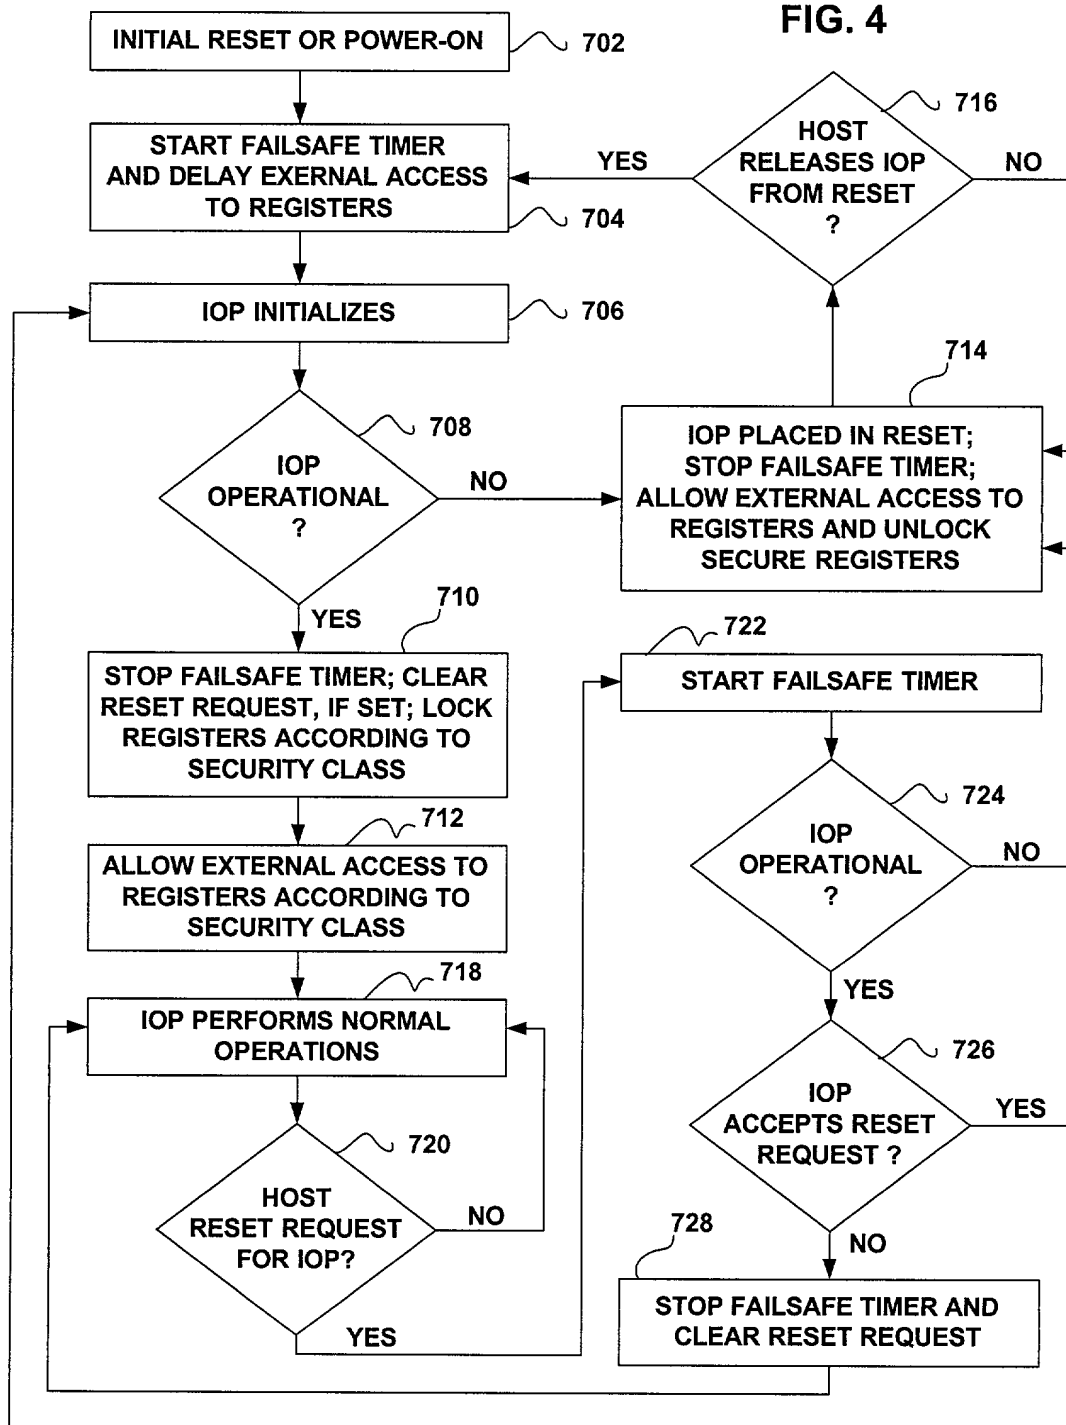 FIG. 4
INITIAL RESET OR POWER-ON
702
START FAILSAFE TIMER
AND DELAY EXERNAL ACCESS
TO REGISTERS
704
IOP INITIALIZES
706
IOP
OPERATIONAL
?
708
NO
YES
STOP FAILSAFE TIMER; CLEAR
RESET REQUEST, IF SET; LOCK
REGISTERS ACCORDING TO
SECURITY CLASS
710
ALLOW EXTERNAL ACCESS TO
REGISTERS ACCORDING TO
SECURITY CLASS
712
IOP PERFORMS NORMAL
OPERATIONS
718
HOST
RESET REQUEST
FOR IOP?
720
NO
YES
HOST
RELEASES IOP
FROM RESET
?
716
YES
NO
IOP PLACED IN RESET;
STOP FAILSAFE TIMER;
ALLOW EXTERNAL ACCESS TO
REGISTERS AND UNLOCK
SECURE REGISTERS
714
START FAILSAFE TIMER
722
IOP
OPERATIONAL
?
724
NO
YES
IOP
ACCEPTS RESET
REQUEST ?
726
YES
NO
STOP FAILSAFE TIMER AND
CLEAR RESET REQUEST
728